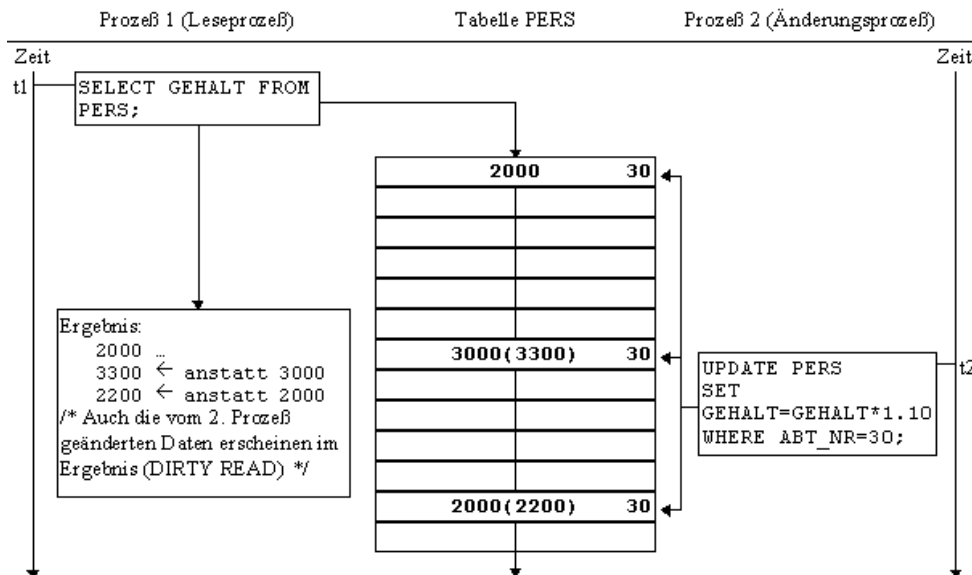 Prozeß 1 (Leseprozeß) Tabelle PERS Prozeß 2 (Änderungsprozeß)
Zeit Zeit
t1
SELECT GEHALT FROM
PERS;
2000 30
Ergebnis:
2000 …
3300 ← anstatt 3000
2200 ← anstatt 2000
/* Auch die vom 2. Prozeß
geänderten Daten erscheinen im
Ergebnis (DIRTY READ) */
3000(3300) 30
2000(2200) 30
t2
UPDATE PERS
SET
GEHALT=GEHALT*1.10
WHERE ABT_NR=30;